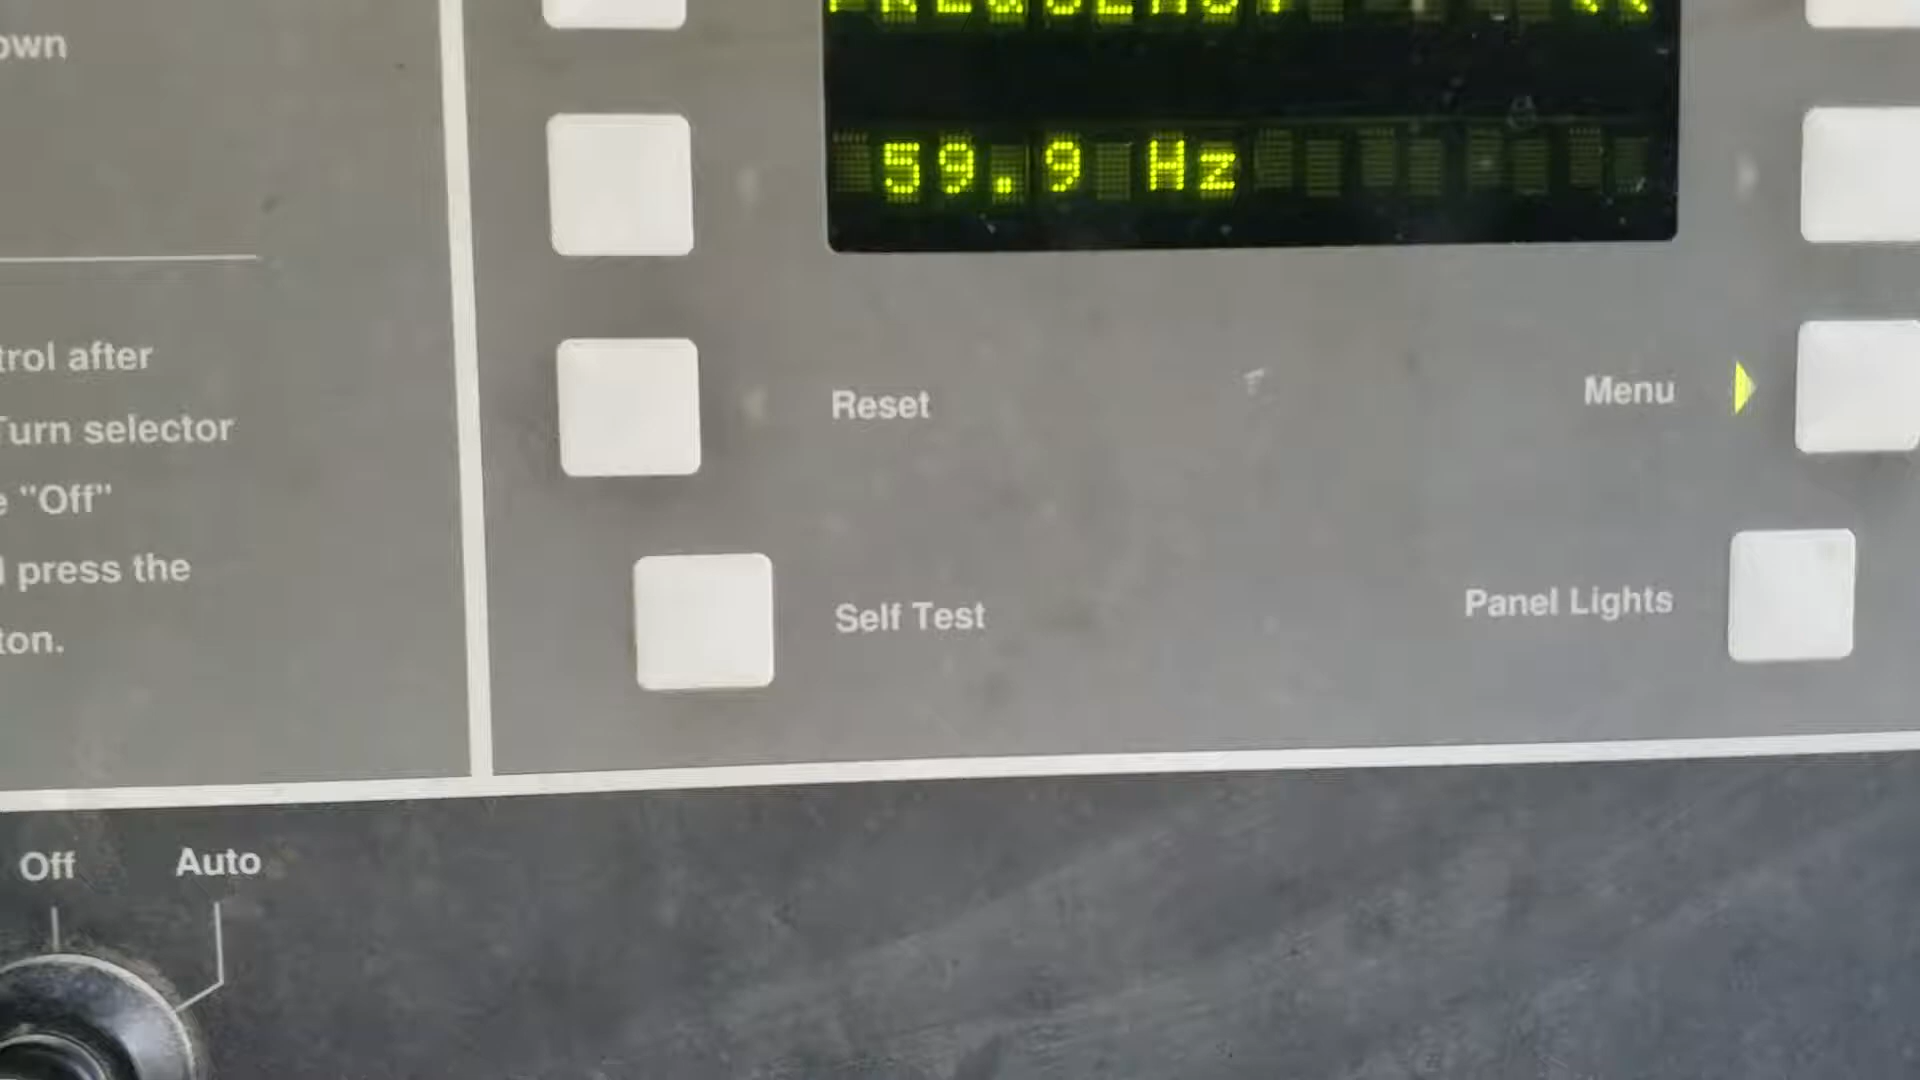 own
FREQUENCY <<
59.9 Hz
trol after
Turn selector
e "Off"
press the
ton.
Reset
Menu
Self Test
Panel Lights
Off
Auto